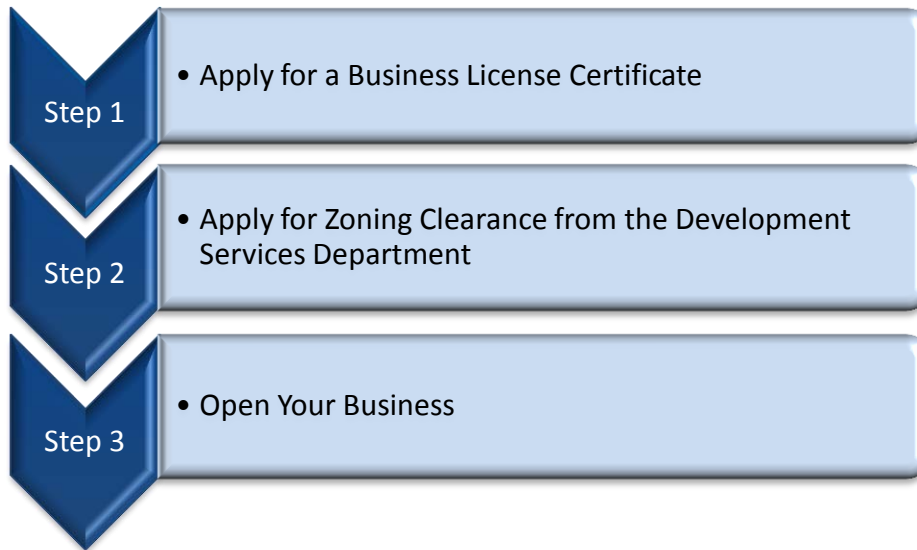 Step 1
• Apply for a Business License Certificate
Step 2
• Apply for Zoning Clearance from the Development
Services Department
Step 3
• Open Your Business